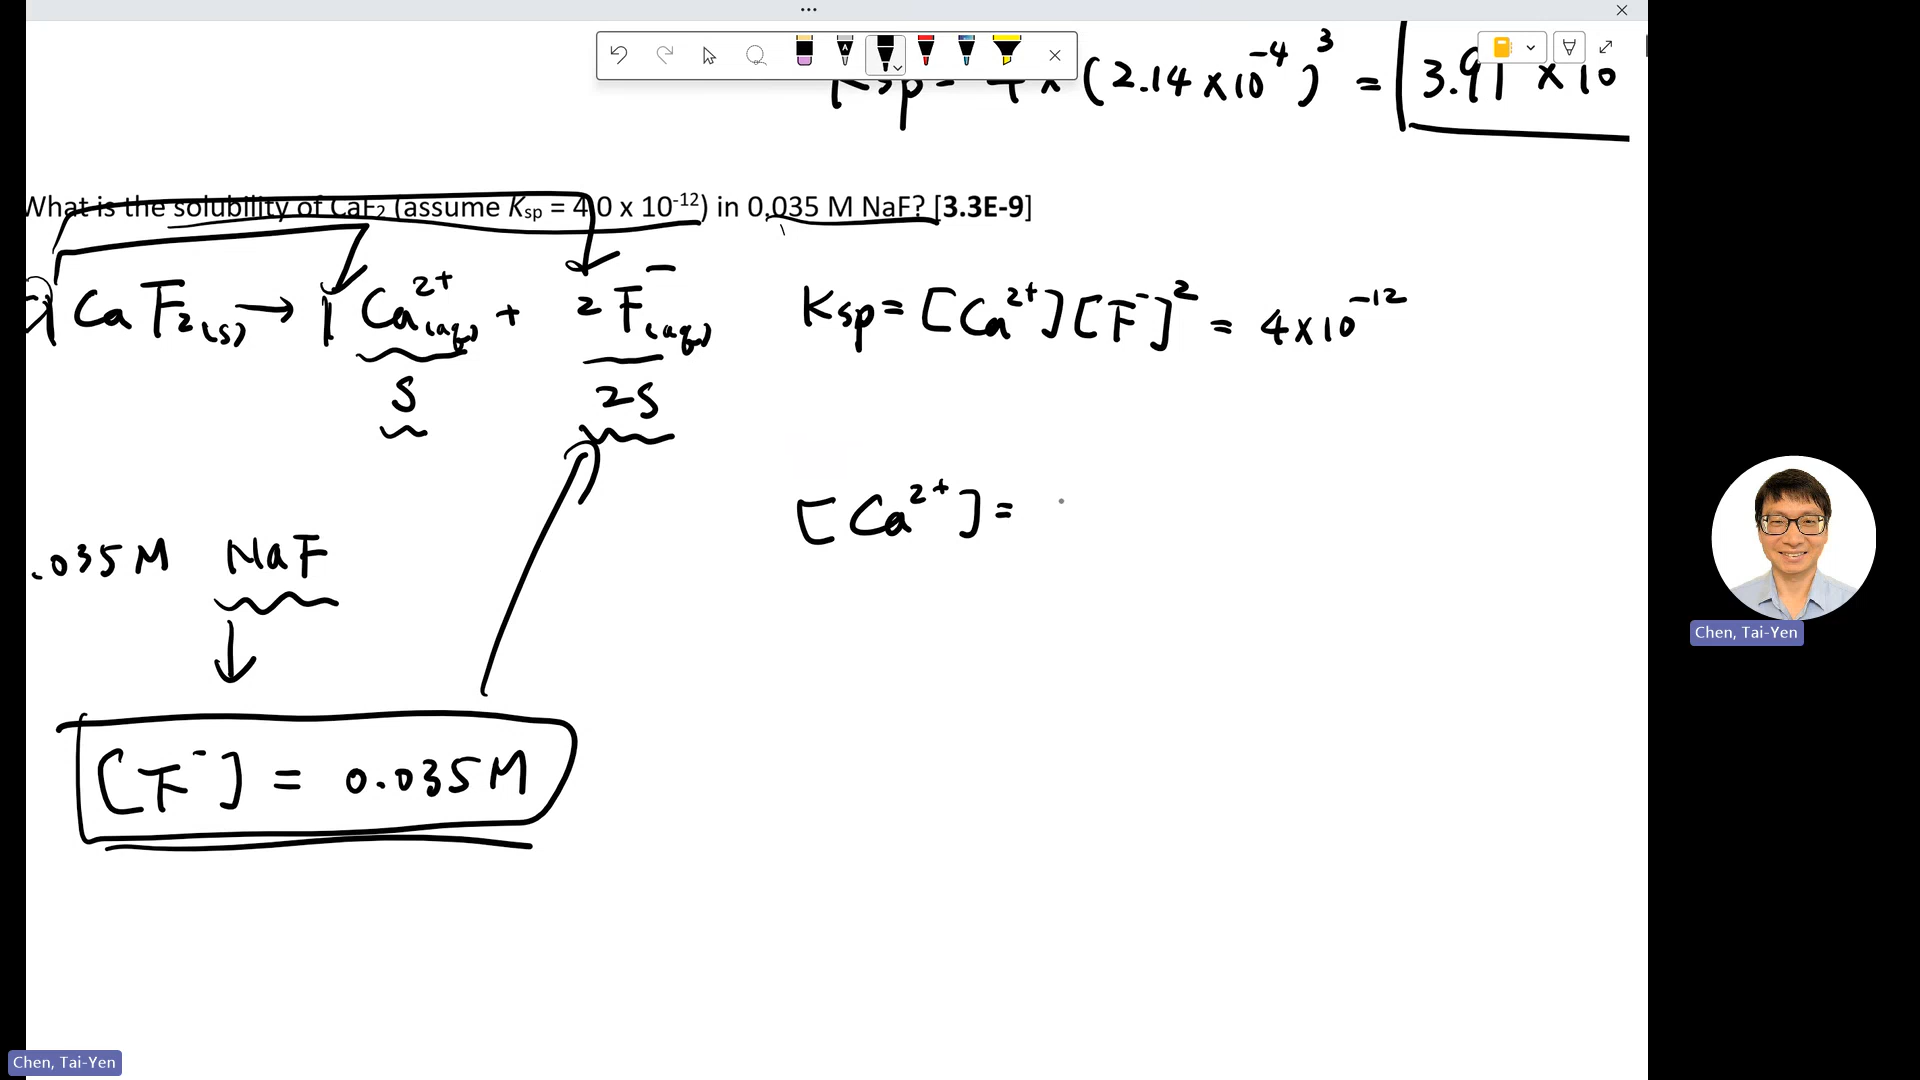 Ksp = 4 x (2.14 x 10⁻⁴)³ = 3.91 x 10
What is the solubility of CaF₂ (assume Ksp = 4.0 x 10⁻¹²) in 0.035 M NaF? [3.3E-9]
CaF₂(s) → 1 Ca²⁺(aq) + 2 F⁻(aq)
Ksp = [Ca²⁺][F⁻]² = 4 x 10⁻¹²
S
2S
[Ca²⁺] =
.035 M NaF
[F⁻] = 0.035 M
Chen, Tai-Yen
Chen, Tai-Yen